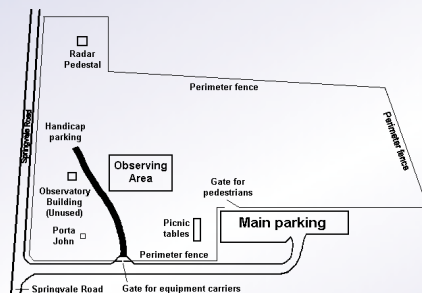 Radar
Pedestal
Perimeter fence
Springvale Road
Perimeter fence
Handicap
parking
Observing
Area
Gate for
pedestrians
Observatory
Building
(Unused)
Picnic
tables
Main parking
Porta
John
Perimeter fence
Springvale Road
Gate for equipment carriers